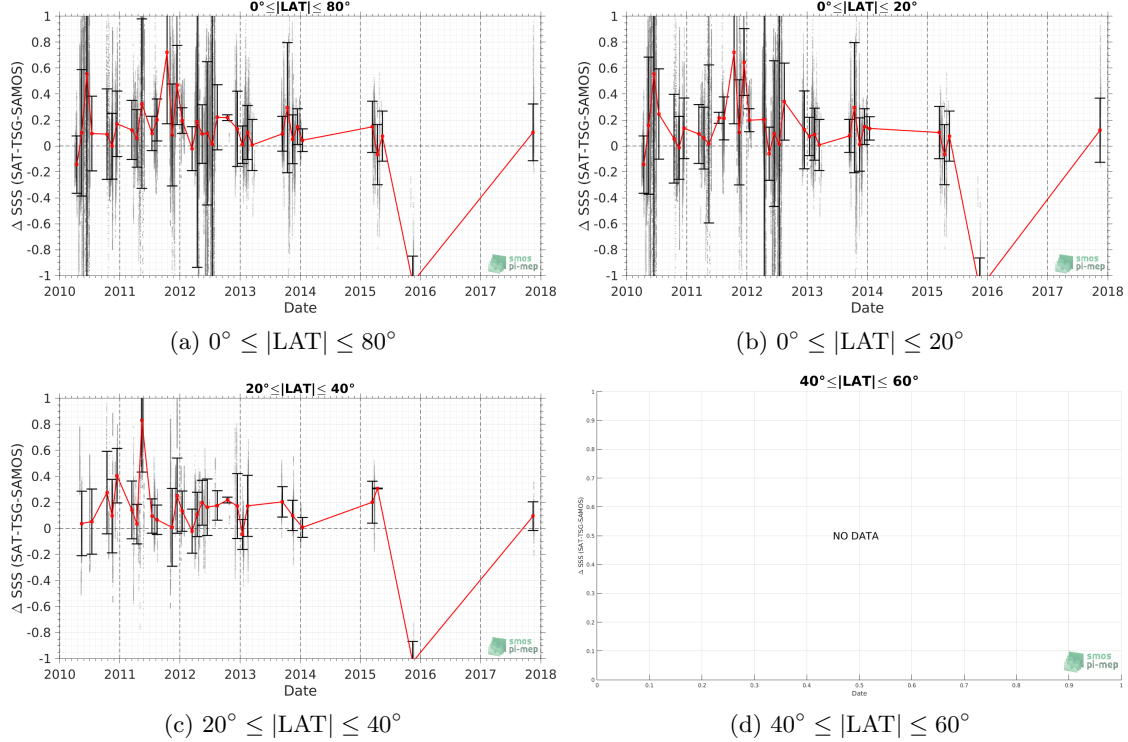 0°≤|LAT|≤ 80°
Δ SSS (SAT-TSG-SAMOS)
1
0.8
0.6
0.4
0.2
0
-0.2
-0.4
-0.6
-0.8
-1
2010 2011 2012 2013 2014 2015 2016 2017 2018
Date
smos
pi-mep
(a) 0° ≤ |LAT| ≤ 80°
0°≤|LAT|≤ 20°
Δ SSS (SAT-TSG-SAMOS)
1
0.8
0.6
0.4
0.2
0
-0.2
-0.4
-0.6
-0.8
-1
2010 2011 2012 2013 2014 2015 2016 2017 2018
Date
smos
pi-mep
(b) 0° ≤ |LAT| ≤ 20°
20°≤|LAT|≤ 40°
Δ SSS (SAT-TSG-SAMOS)
1
0.8
0.6
0.4
0.2
0
-0.2
-0.4
-0.6
-0.8
-1
2010 2011 2012 2013 2014 2015 2016 2017 2018
Date
smos
pi-mep
(c) 20° ≤ |LAT| ≤ 40°
40°≤|LAT|≤ 60°
Δ SSS (SAT-TSG-SAMOS)
1
0.9
0.8
0.7
0.6
0.5
0.4
0.3
0.2
0.1
0
NO DATA
0 0.1 0.2 0.3 0.4 0.5 0.6 0.7 0.8 0.9 1
Date
smos
pi-mep
(d) 40° ≤ |LAT| ≤ 60°